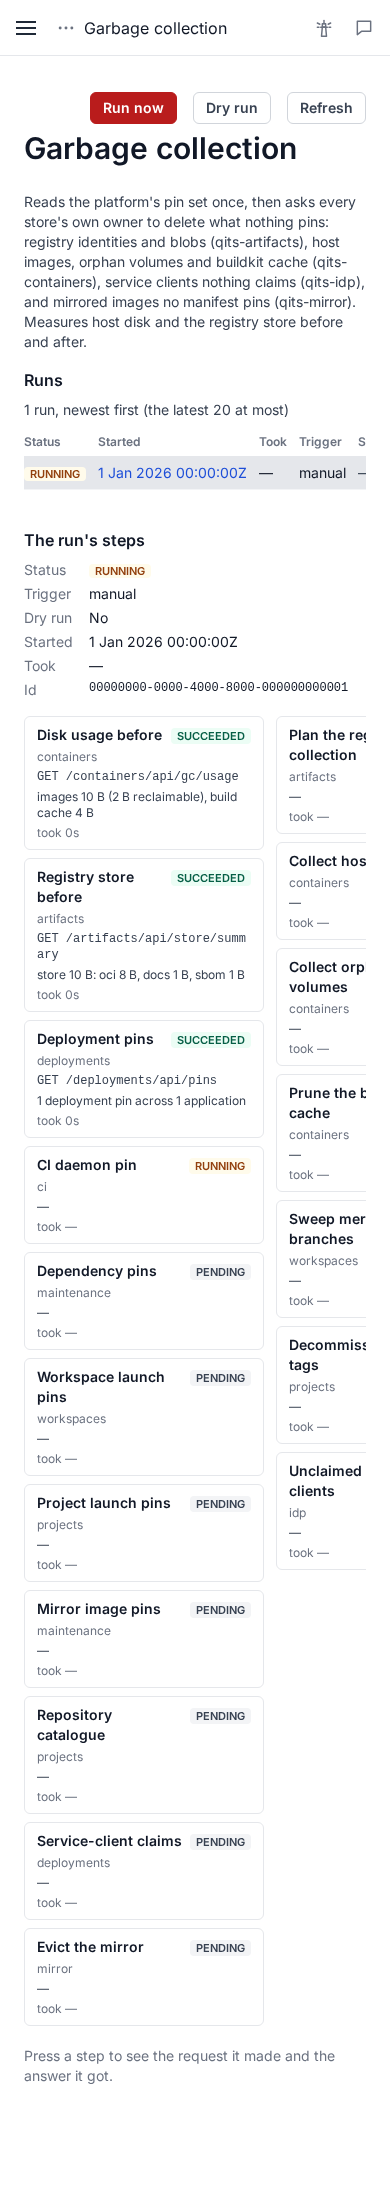 Garbage collection
Run now
Dry run
Refresh
Garbage collection
Reads the platform's pin set once, then asks every
store's own owner to delete what nothing pins:
registry identities and blobs (qits-artifacts), host
images, orphan volumes and buildkit cache (qits-
containers), service clients nothing claims (qits-idp),
and mirrored images no manifest pins (qits-mirror).
Measures host disk and the registry store before
and after.
Runs
1 run, newest first (the latest 20 at most)
Status Started Took Trigger S
RUNNING 1 Jan 2026 00:00:00Z — manual —
The run's steps
Status RUNNING
Trigger manual
Dry run No
Started 1 Jan 2026 00:00:00Z
Took —
Id 00000000-0000-4000-8000-000000000001
Disk usage before SUCCEEDED
containers
GET /containers/api/gc/usage
images 10 B (2 B reclaimable), build
cache 4 B
took 0s
Registry store SUCCEEDED
before
artifacts
GET /artifacts/api/store/summ
ary
store 10 B: oci 8 B, docs 1 B, sbom 1 B
took 0s
Deployment pins SUCCEEDED
deployments
GET /deployments/api/pins
1 deployment pin across 1 application
took 0s
CI daemon pin RUNNING
ci
—
took —
Dependency pins PENDING
maintenance
—
took —
Workspace launch PENDING
pins
workspaces
—
took —
Project launch pins PENDING
projects
—
took —
Mirror image pins PENDING
maintenance
—
took —
Repository PENDING
catalogue
projects
—
took —
Service-client claims PENDING
deployments
—
took —
Evict the mirror PENDING
mirror
—
took —
Plan the reg
collection
artifacts
—
took —
Collect hos
containers
—
took —
Collect orp
volumes
containers
—
took —
Prune the b
cache
containers
—
took —
Sweep mer
branches
workspaces
—
took —
Decommiss
tags
projects
—
took —
Unclaimed
clients
idp
—
took —
Press a step to see the request it made and the
answer it got.